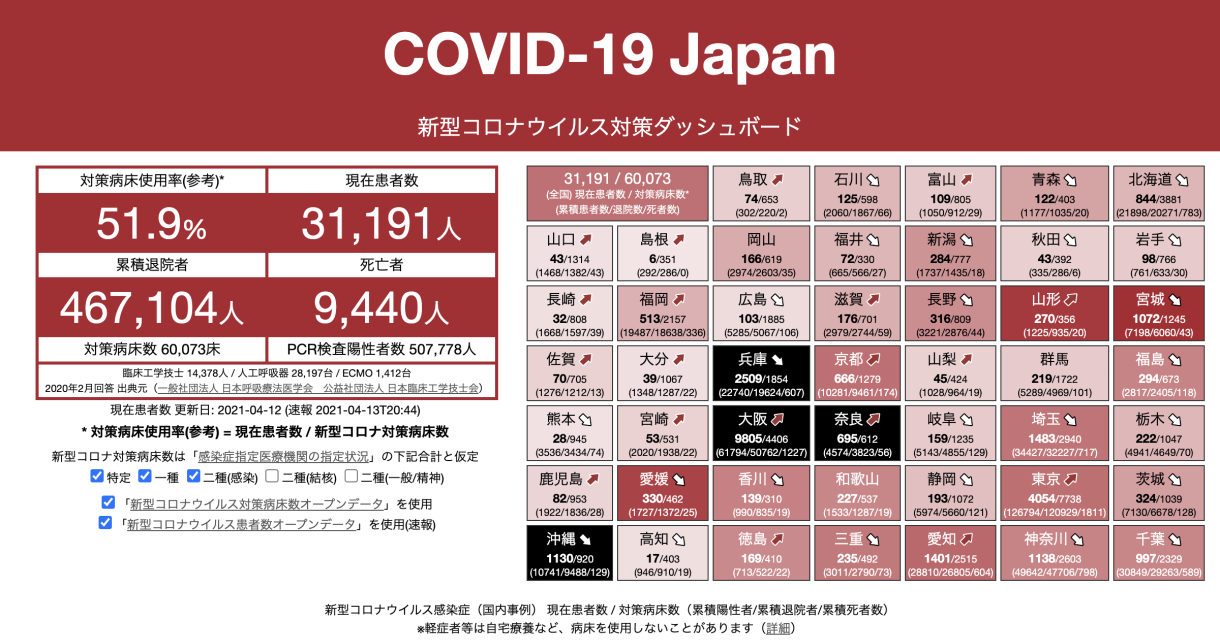 COVID-19 Japan
新型コロナウイルス対策ダッシュボード
対策病床使用率(参考)*
現在患者数
51.9%
31,191人
累積退院者
死亡者
467,104人
9,440人
対策病床数 60,073床
PCR検査陽性者数 507,778人
臨床工学技士 14,378人 / 人工呼吸器 28,197台 / ECMO 1,412台
2020年2月回答 出典元（一般社団法人 日本呼吸療法医学会　公益社団法人 日本臨床工学技士会）
現在患者数 更新日: 2021-04-12 (速報 2021-04-13T20:44)
* 対策病床使用率(参考) = 現在患者数 / 新型コロナ対策病床数
新型コロナ対策病床数は「感染症指定医療機関の指定状況」の下記合計と仮定
特定 一種 二種(感染) 二種(結核) 二種(一般/精神)
「新型コロナウイルス対策病床数オープンデータ」を使用
「新型コロナウイルス患者数オープンデータ」を使用(速報)
31,191 / 60,073
(全国) 現在患者数 / 対策病床数*
(累積患者数/退院数/死者数)
鳥取
74/653
(302/220/2)
石川
125/598
(2060/1867/66)
富山
109/805
(1050/912/29)
青森
122/403
(1177/1035/20)
北海道
844/3881
(21898/20271/783)
山口
43/1314
(1468/1382/43)
島根
6/351
(292/286/0)
岡山
166/619
(2974/2603/35)
福井
72/330
(665/566/27)
新潟
284/777
(1737/1435/18)
秋田
43/392
(335/286/6)
岩手
98/766
(761/633/30)
長崎
32/808
(1668/1597/39)
福岡
513/2157
(19487/18638/336)
広島
103/1885
(5285/5067/106)
滋賀
176/701
(2979/2744/59)
長野
316/809
(3221/2876/44)
山形
270/356
(1225/935/20)
宮城
1072/1245
(7198/6060/43)
佐賀
70/705
(1276/1212/13)
大分
39/1067
(1348/1287/22)
兵庫
2509/1854
(22740/19624/607)
京都
666/1279
(10281/9461/174)
山梨
45/424
(1028/964/19)
群馬
219/1722
(5289/4969/101)
福島
294/673
(2817/2405/118)
熊本
28/945
(3536/3434/74)
宮崎
53/531
(2020/1938/22)
大阪
9805/4406
(61794/50762/1227)
奈良
695/612
(4574/3823/56)
岐阜
159/1235
(5143/4855/129)
埼玉
1483/2940
(34427/32227/717)
栃木
222/1047
(4941/4649/70)
鹿児島
82/953
(1922/1836/28)
愛媛
330/462
(1727/1372/25)
香川
139/310
(990/835/19)
和歌山
227/537
(1533/1287/19)
静岡
193/1072
(5974/5660/121)
東京
4054/7738
(126794/120929/1811)
茨城
324/1039
(7130/6678/128)
沖縄
1130/920
(10741/9488/129)
高知
17/403
(946/910/19)
徳島
169/410
(713/522/22)
三重
235/492
(3011/2790/73)
愛知
1401/2515
(28810/26805/604)
神奈川
1138/2603
(49642/47706/798)
千葉
997/2329
(30849/29263/589)
新型コロナウイルス感染症（国内事例） 現在患者数 / 対策病床数（累積陽性者/累積退院者/累積死者数）
※軽症者等は自宅療養など、病床を使用しないことがあります（詳細）